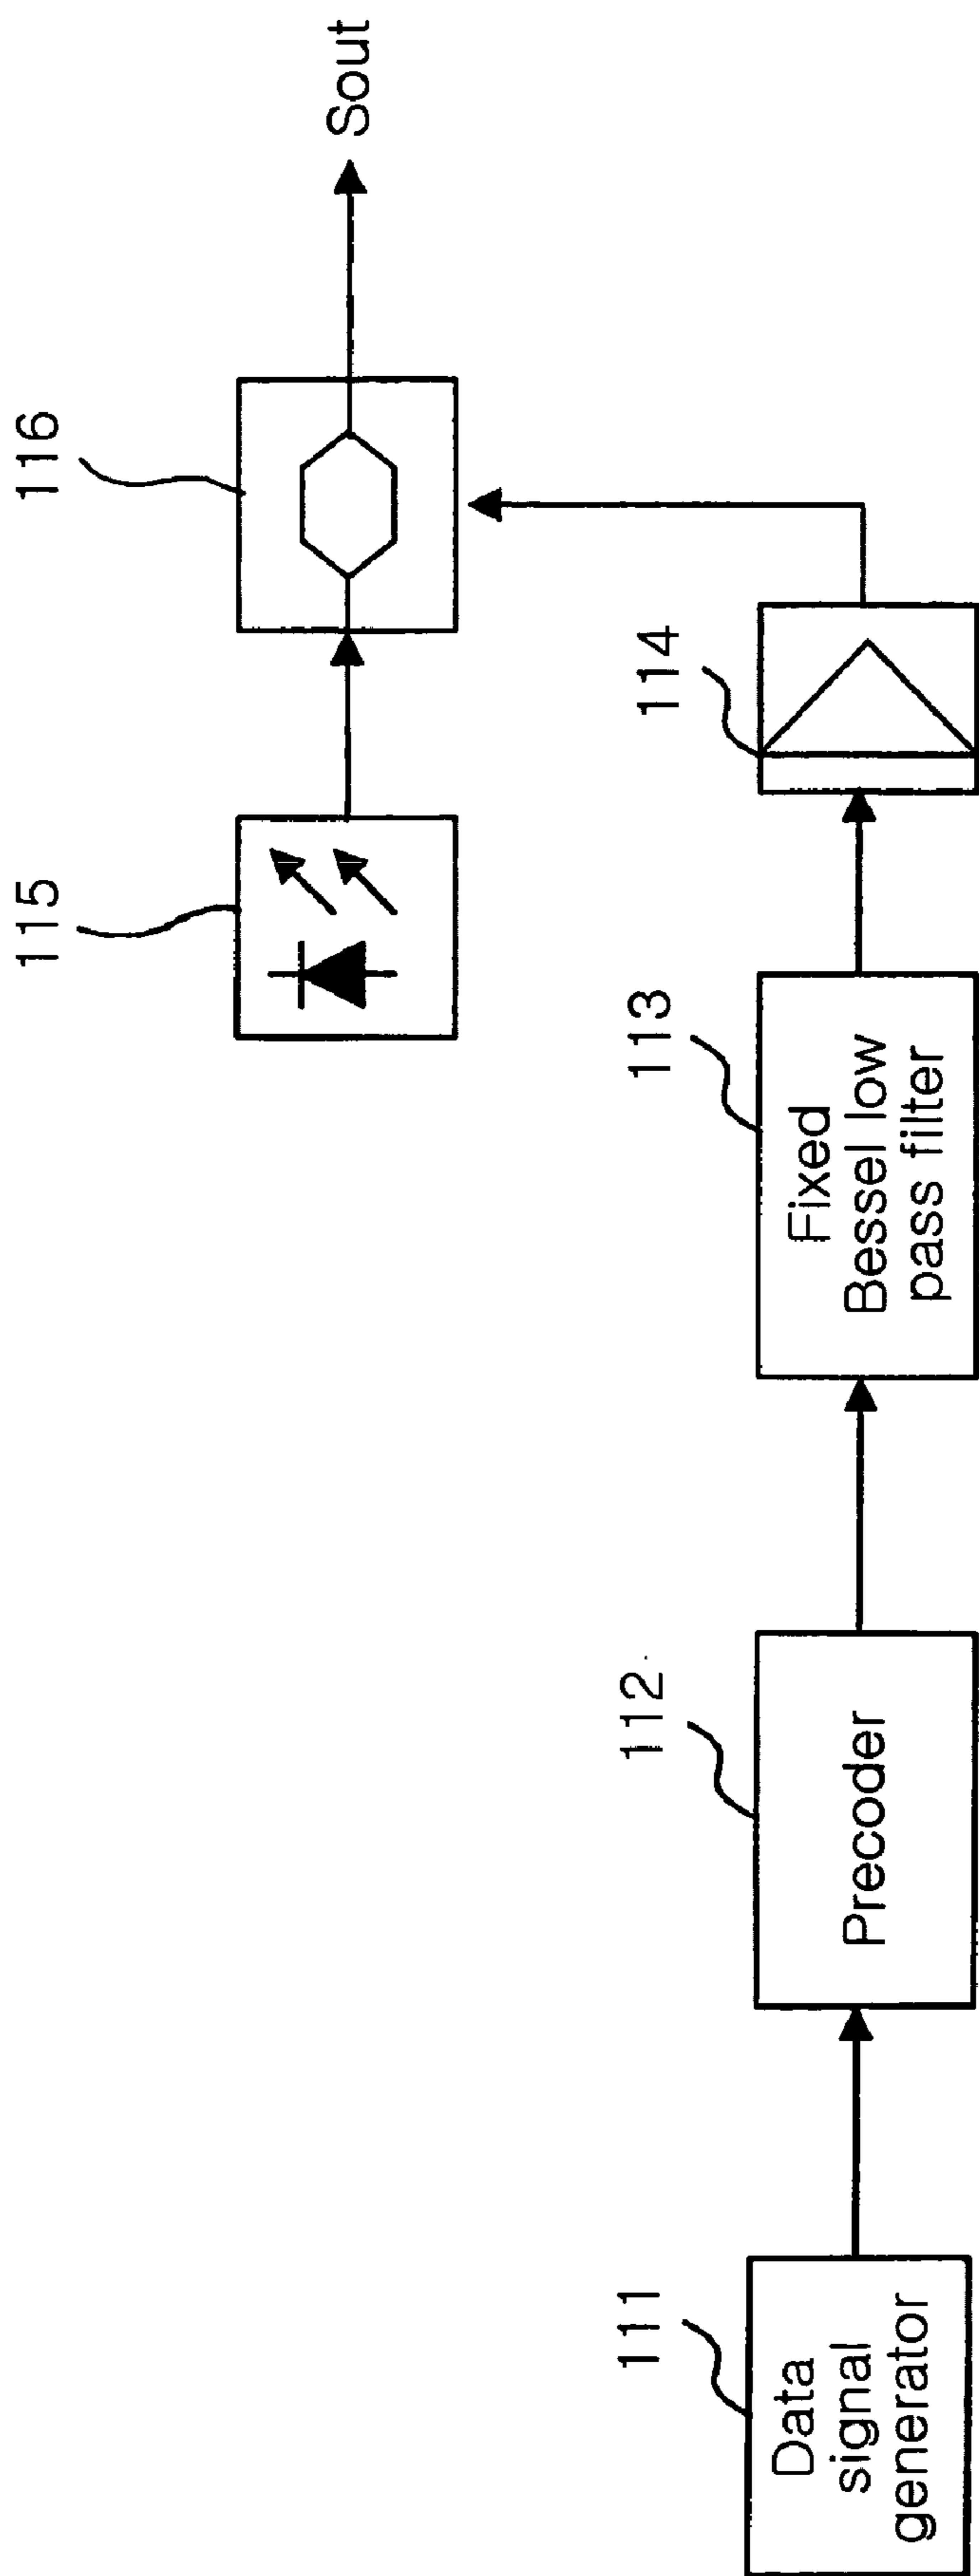 115
116
Sout
111
Data
signal
generator
112
Precoder
113
Fixed
Bessel low
pass filter
114